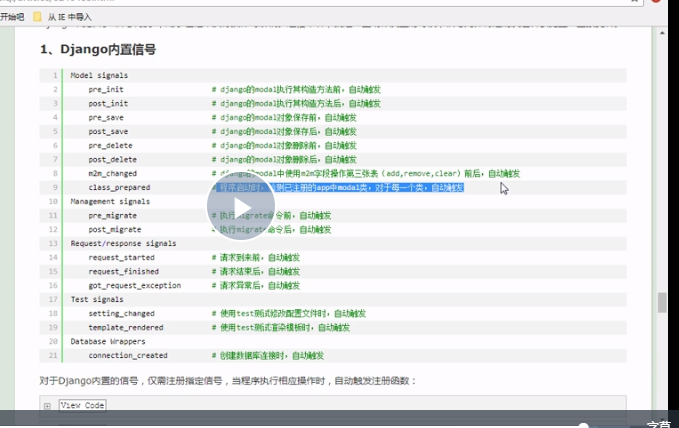 开始吧 从 IE 中导入
1、Django内置信号
1 Model signals
2 pre_init # django的modal执行其构造方法前，自动触发
3 post_init # django的modal执行其构造方法后，自动触发
4 pre_save # django的modal对象保存前，自动触发
5 post_save # django的modal对象保存后，自动触发
6 pre_delete # django的modal对象删除前，自动触发
7 post_delete # django的modal对象删除后，自动触发
8 m2m_changed # django的modal中使用m2m字段操作第三张表（add,remove,clear）前后，自动触发
9 class_prepared # 程序启动时，检测已注册的app中modal类，对于每一个类，自动触发
10 Management signals
11 pre_migrate # 执行migrate命令前，自动触发
12 post_migrate # 执行migrate命令后，自动触发
13 Request/response signals
14 request_started # 请求到来前，自动触发
15 request_finished # 请求结束后，自动触发
16 got_request_exception # 请求异常后，自动触发
17 Test signals
18 setting_changed # 使用test测试修改配置文件时，自动触发
19 template_rendered # 使用test测试渲染模板时，自动触发
20 Database Wrappers
21 connection_created # 创建数据库连接时，自动触发
对于Django内置的信号，仅需注册指定信号，当程序执行相应操作时，自动触发注册函数：
View Code
字幕